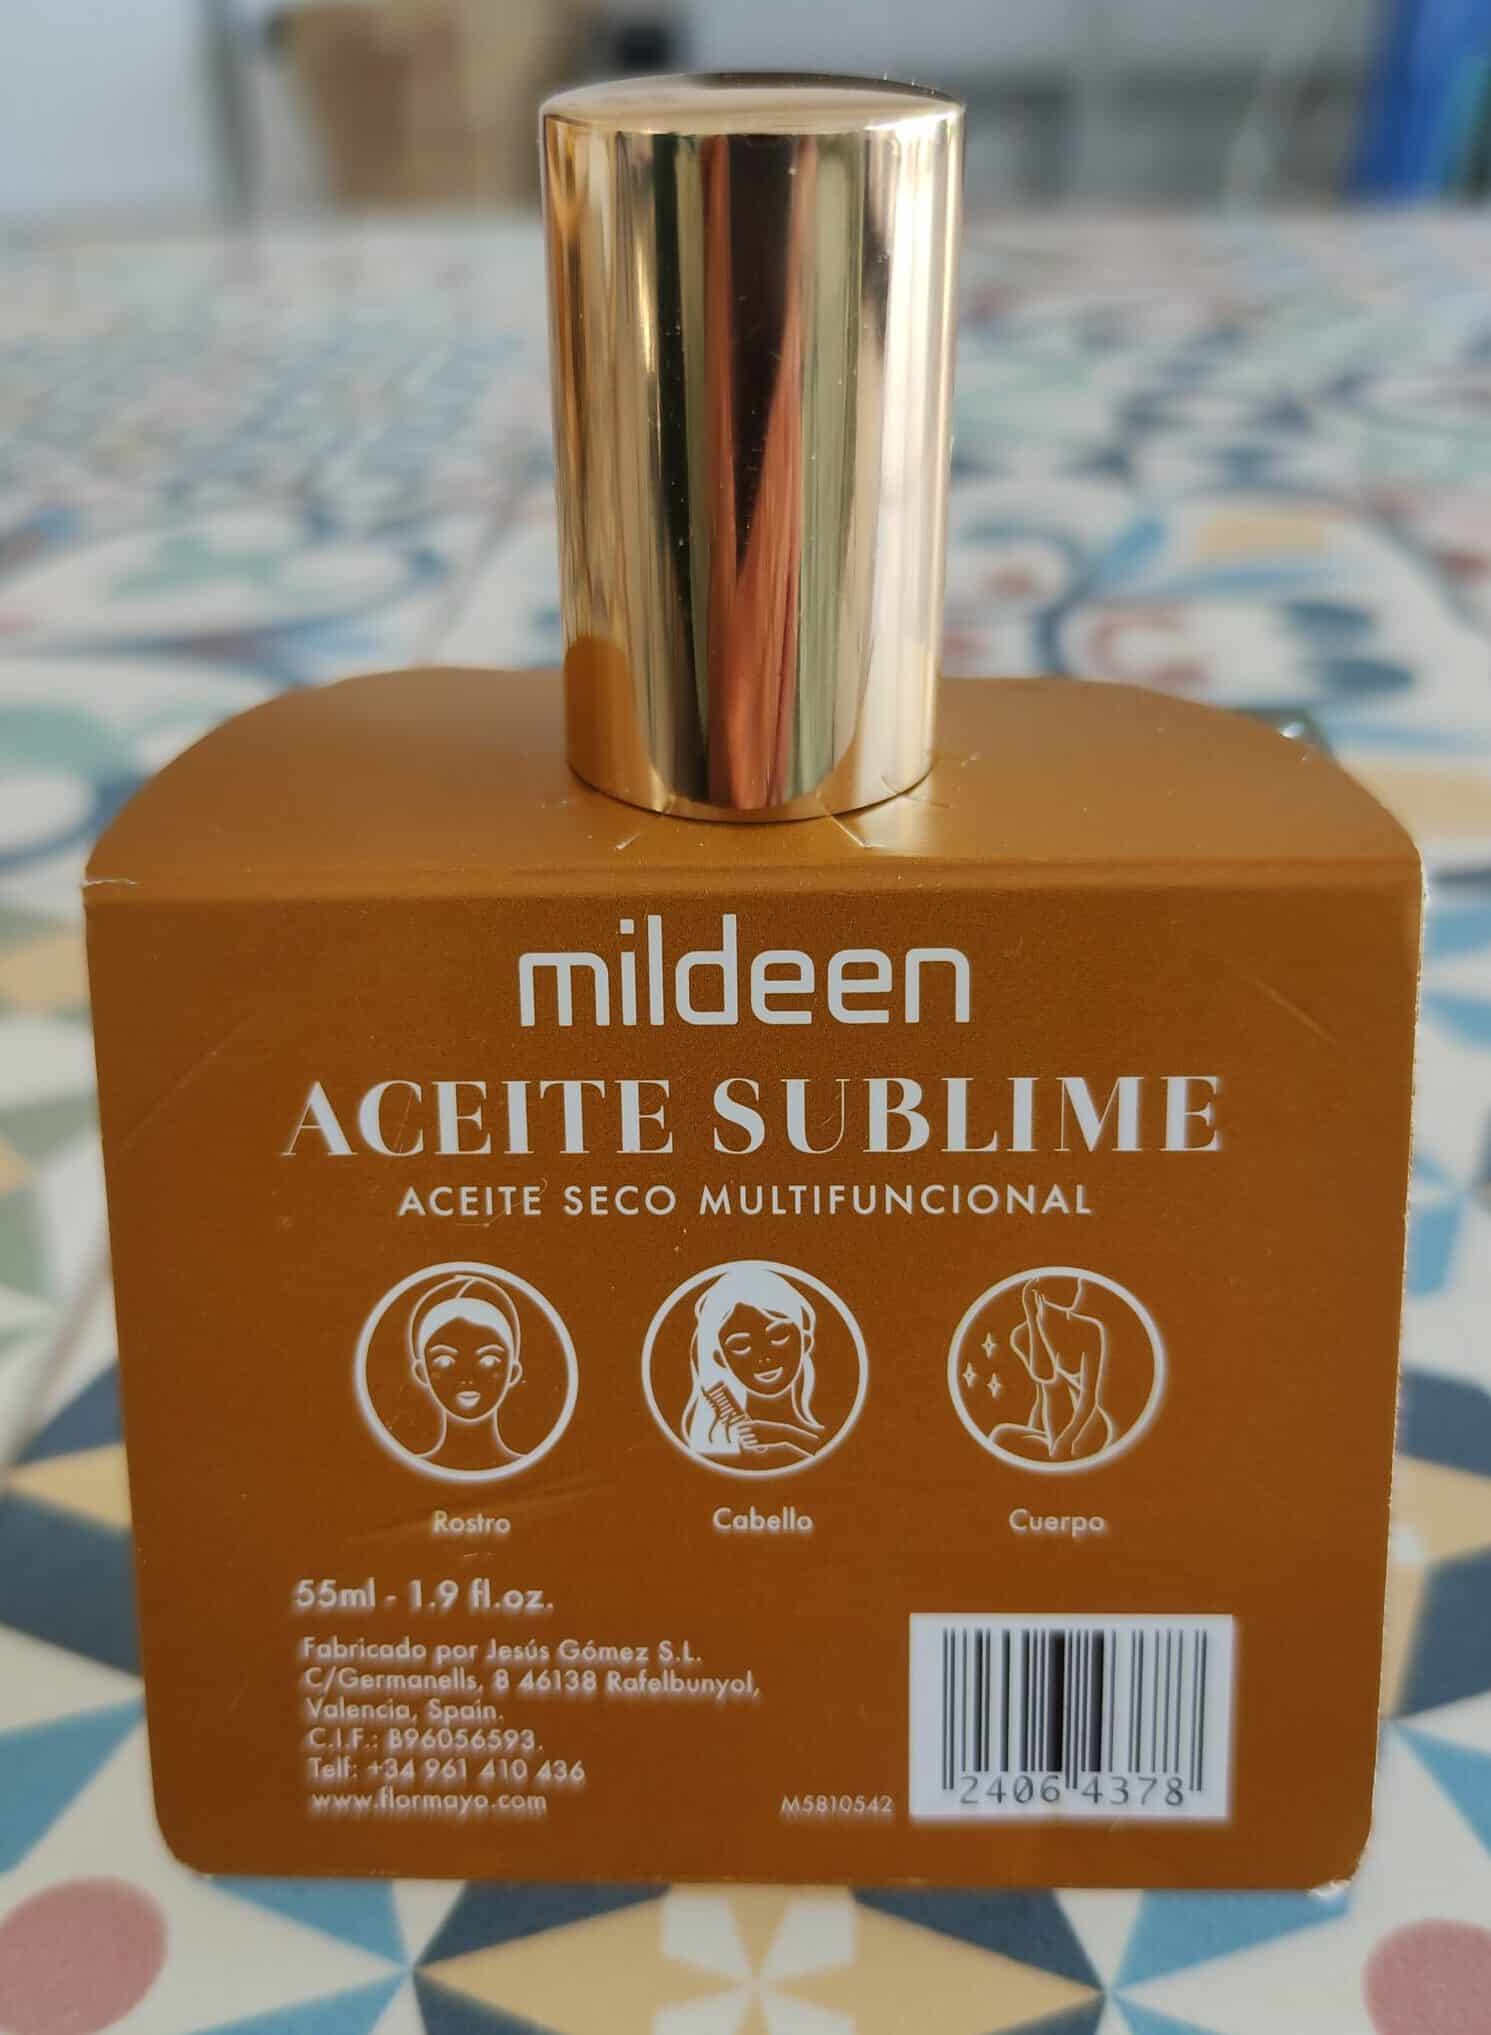 mildeen
ACEITE SUBLIME
ACEITE SECO MULTIFUNCIONAL
Rostro Cabello Cuerpo
55ml - 1.9 fl.oz.
Fabricado por Jesús Gómez S.L.
C/Germanells, 8 46138 Rafelbunyol,
Valencia, Spain.
C.I.F.: B96056593.
Telf: +34 961 410 436
www.flormayo.com
M5810542
2406 4378